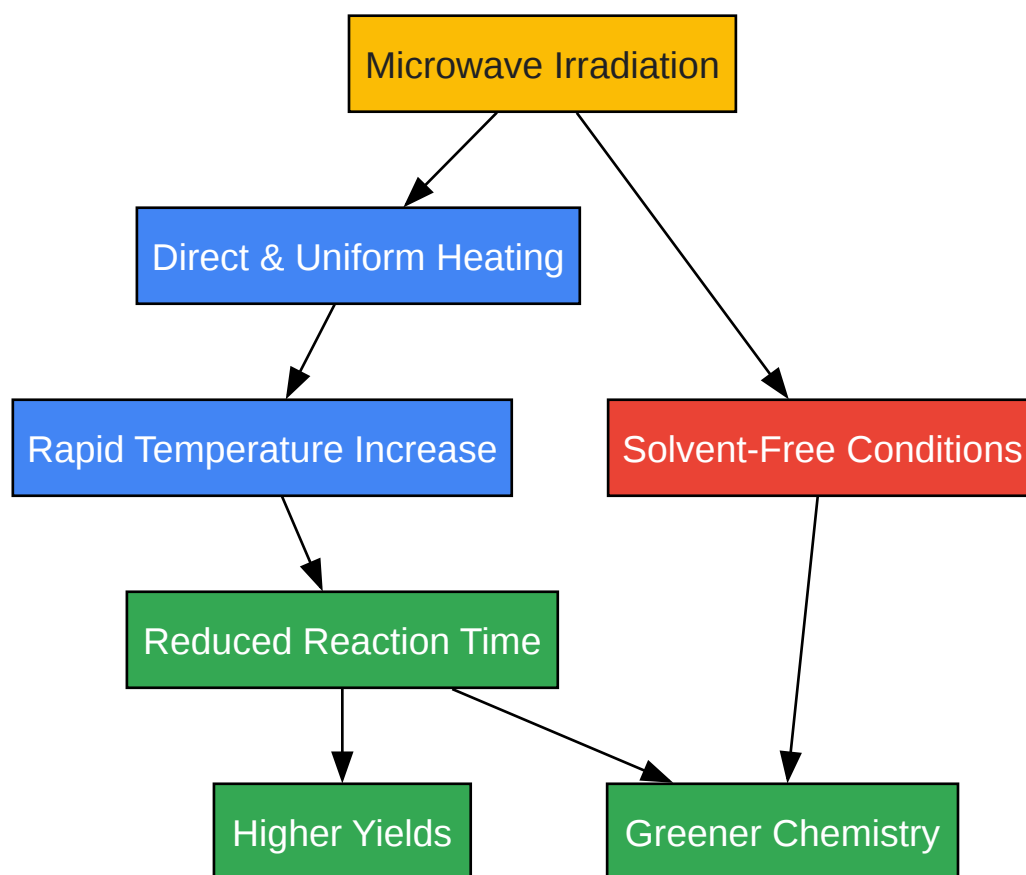 Microwave Irradiation
Direct & Uniform Heating
Rapid Temperature Increase
Solvent-Free Conditions
Reduced Reaction Time
Higher Yields
Greener Chemistry